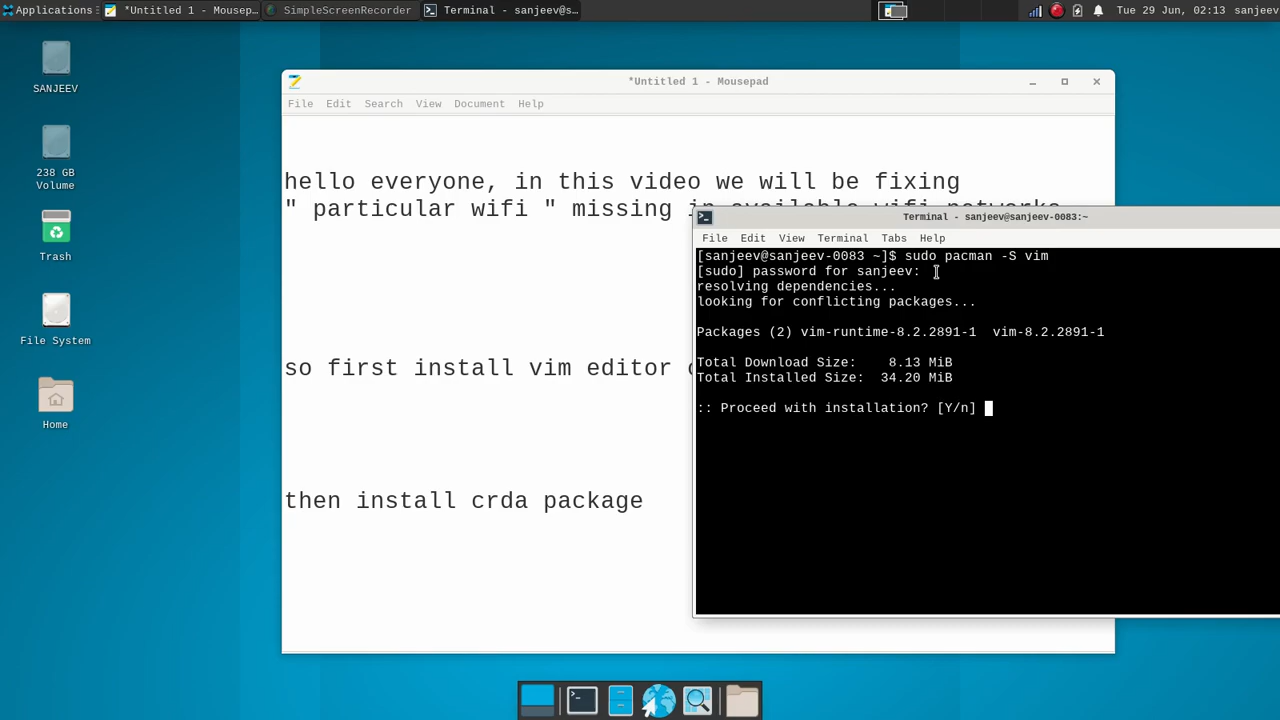 Applications
*Untitled 1 - Mousep...
SimpleScreenRecorder
Terminal - sanjeev@s...
Tue 29 Jun, 02:13
sanjeev
SANJEEV
238 GB
Volume
Trash
File System
Home
*Untitled 1 - Mousepad
File Edit Search View Document Help
hello everyone, in this video we will be fixing
" particular wifi " missing in available wifi networks
so first install vim editor
then install crda package
Terminal - sanjeev@sanjeev-0083:~
File Edit View Terminal Tabs Help
[sanjeev@sanjeev-0083 ~]$ sudo pacman -S vim
[sudo] password for sanjeev:
resolving dependencies...
looking for conflicting packages...
Packages (2) vim-runtime-8.2.2891-1  vim-8.2.2891-1
Total Download Size:    8.13 MiB
Total Installed Size:  34.20 MiB
:: Proceed with installation? [Y/n]